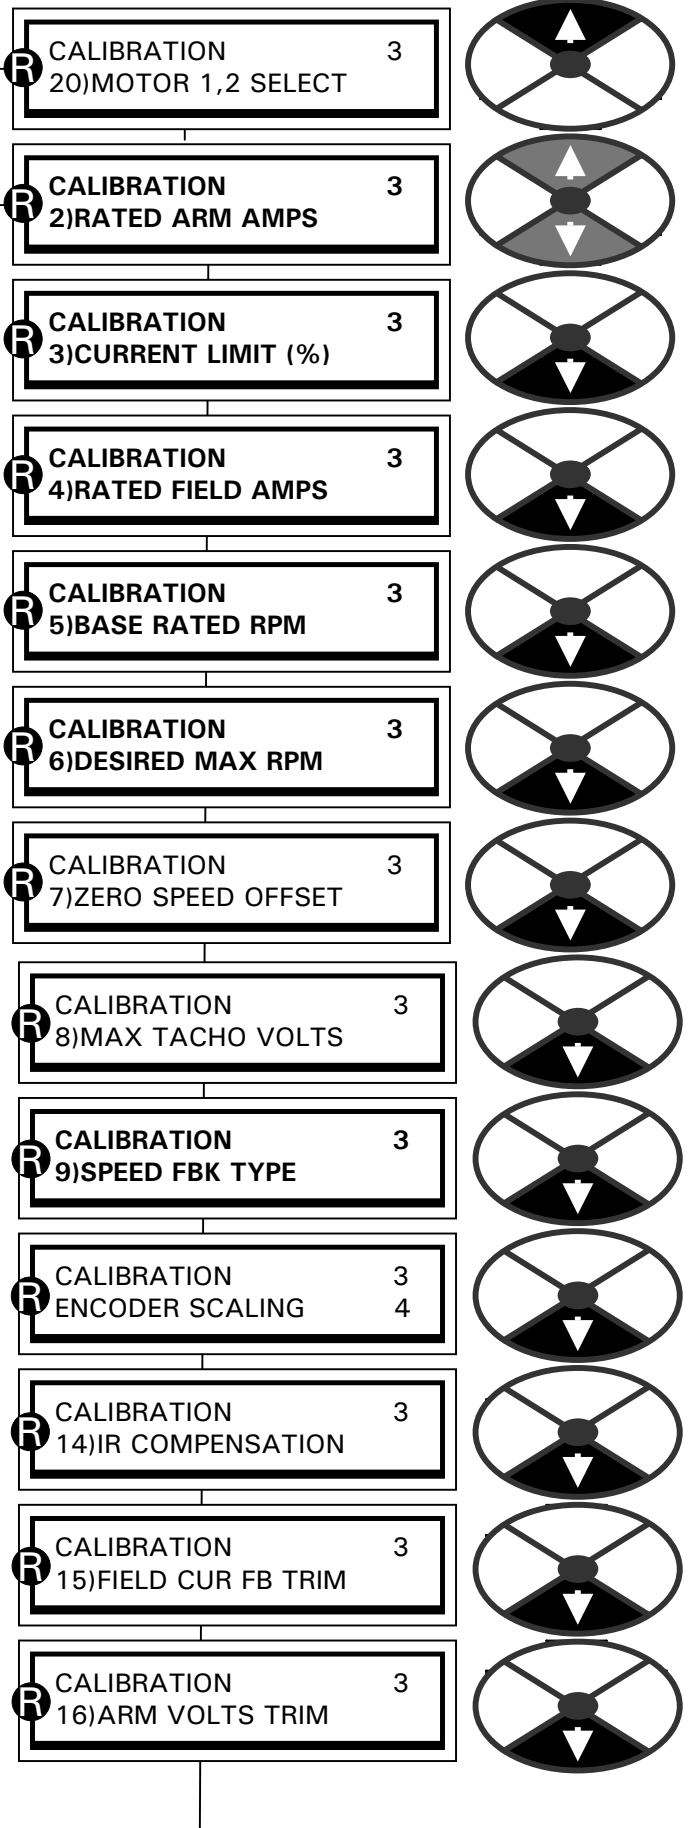 R
CALIBRATION 3
20)MOTOR 1,2 SELECT
R
CALIBRATION 3
2)RATED ARM AMPS
R
CALIBRATION 3
3)CURRENT LIMIT (%)
R
CALIBRATION 3
4)RATED FIELD AMPS
R
CALIBRATION 3
5)BASE RATED RPM
R
CALIBRATION 3
6)DESIRED MAX RPM
R
CALIBRATION 3
7)ZERO SPEED OFFSET
R
CALIBRATION 3
8)MAX TACHO VOLTS
R
CALIBRATION 3
9)SPEED FBK TYPE
R
CALIBRATION 3
ENCODER SCALING 4
R
CALIBRATION 3
14)IR COMPENSATION
R
CALIBRATION 3
15)FIELD CUR FB TRIM
R
CALIBRATION 3
16)ARM VOLTS TRIM